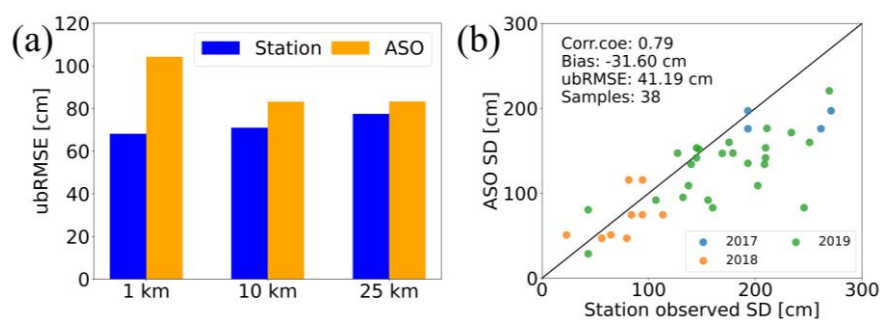 (a)
120
100
80
60
40
20
0
ubRMSE [cm]
Station ASO
1 km 10 km 25 km
(b)
300
200
100
0
ASO SD [cm]
Corr.coe: 0.79
Bias: -31.60 cm
ubRMSE: 41.19 cm
Samples: 38
2017 2019
2018
0 100 200 300
Station observed SD [cm]